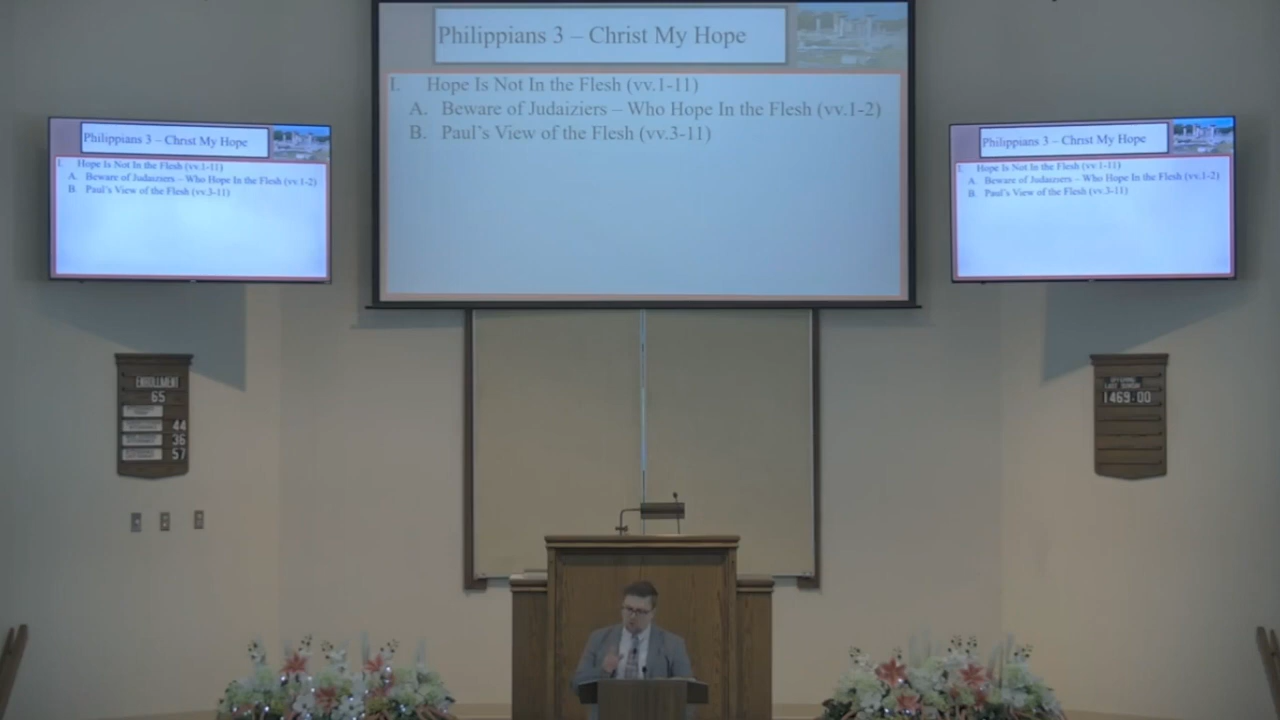 Philippians 3 – Christ My Hope
I. Hope Is Not In the Flesh (vv.1-11)
A. Beware of Judaiziers – Who Hope In the Flesh (vv.1-2)
B. Paul's View of the Flesh (vv.3-11)
Philippians 3 – Christ My Hope
I. Hope Is Not In the Flesh (vv.1-11)
A. Beware of Judaiziers – Who Hope In the Flesh (vv.1-2)
B. Paul's View of the Flesh (vv.3-11)
Philippians 3 – Christ My Hope
I. Hope Is Not In the Flesh (vv.1-11)
A. Beware of Judaiziers – Who Hope In the Flesh (vv.1-2)
B. Paul's View of the Flesh (vv.3-11)
ENROLLMENT
65
44
36
57
OFFERING
LAST SUNDAY
1469.00